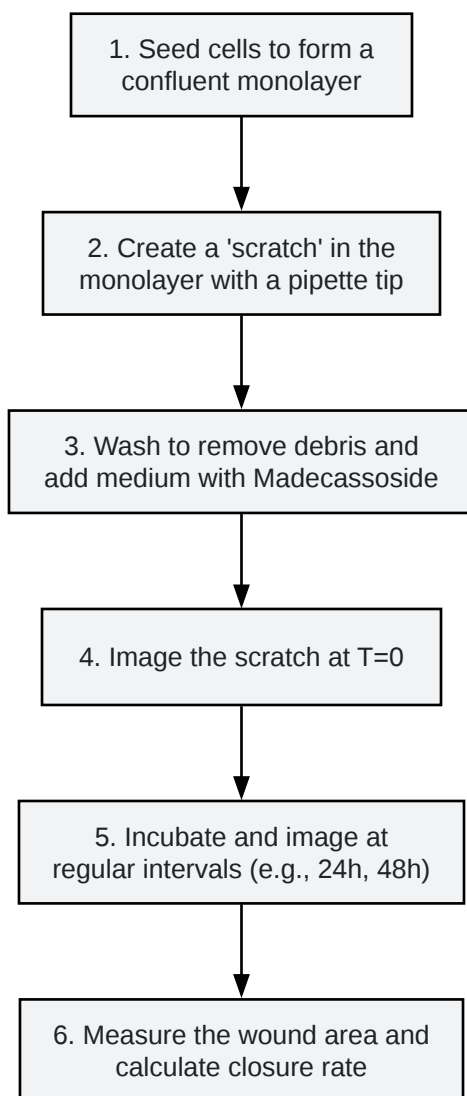 1. Seed cells to form a
confluent monolayer
2. Create a 'scratch' in the
monolayer with a pipette tip
3. Wash to remove debris and
add medium with Madecassoside
4. Image the scratch at T=0
5. Incubate and image at
regular intervals (e.g., 24h, 48h)
6. Measure the wound area and
calculate closure rate